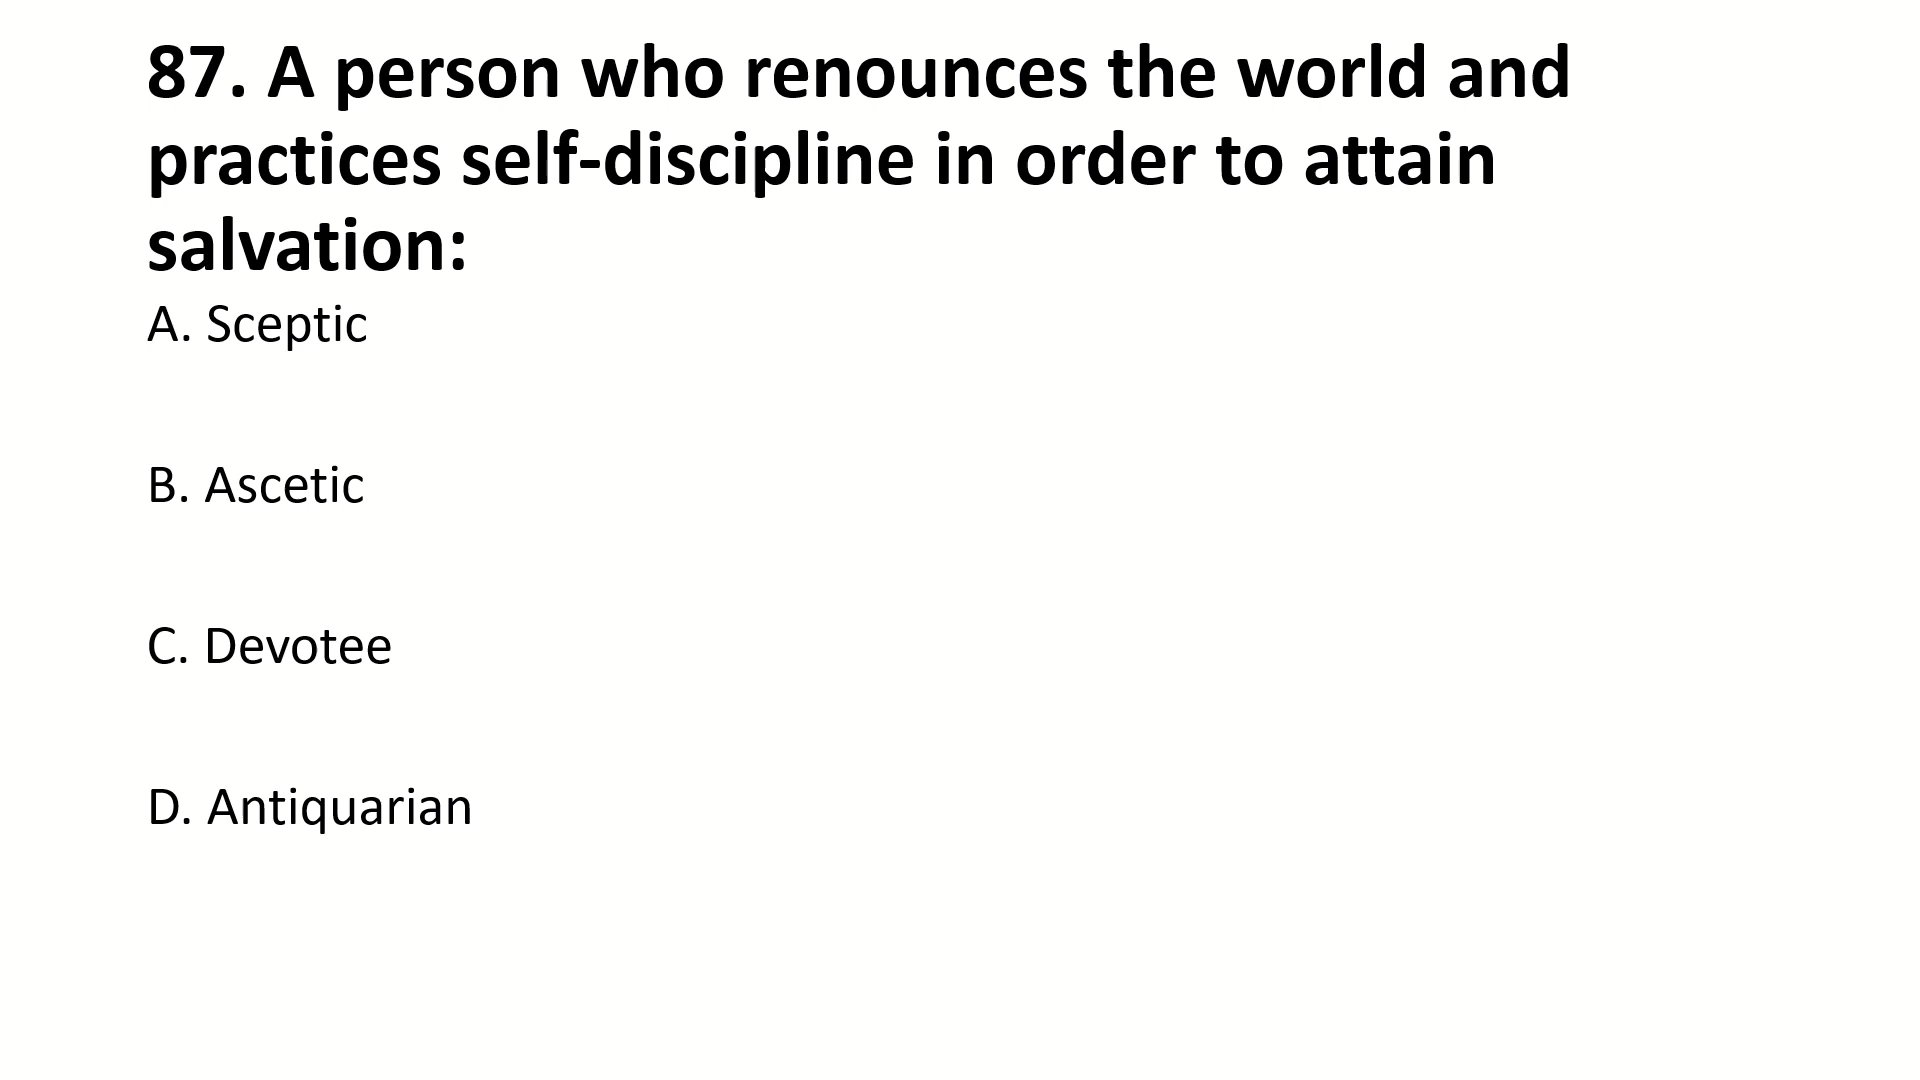 87. A person who renounces the world and
practices self-discipline in order to attain
salvation:
A. Sceptic
B. Ascetic
C. Devotee
D. Antiquarian